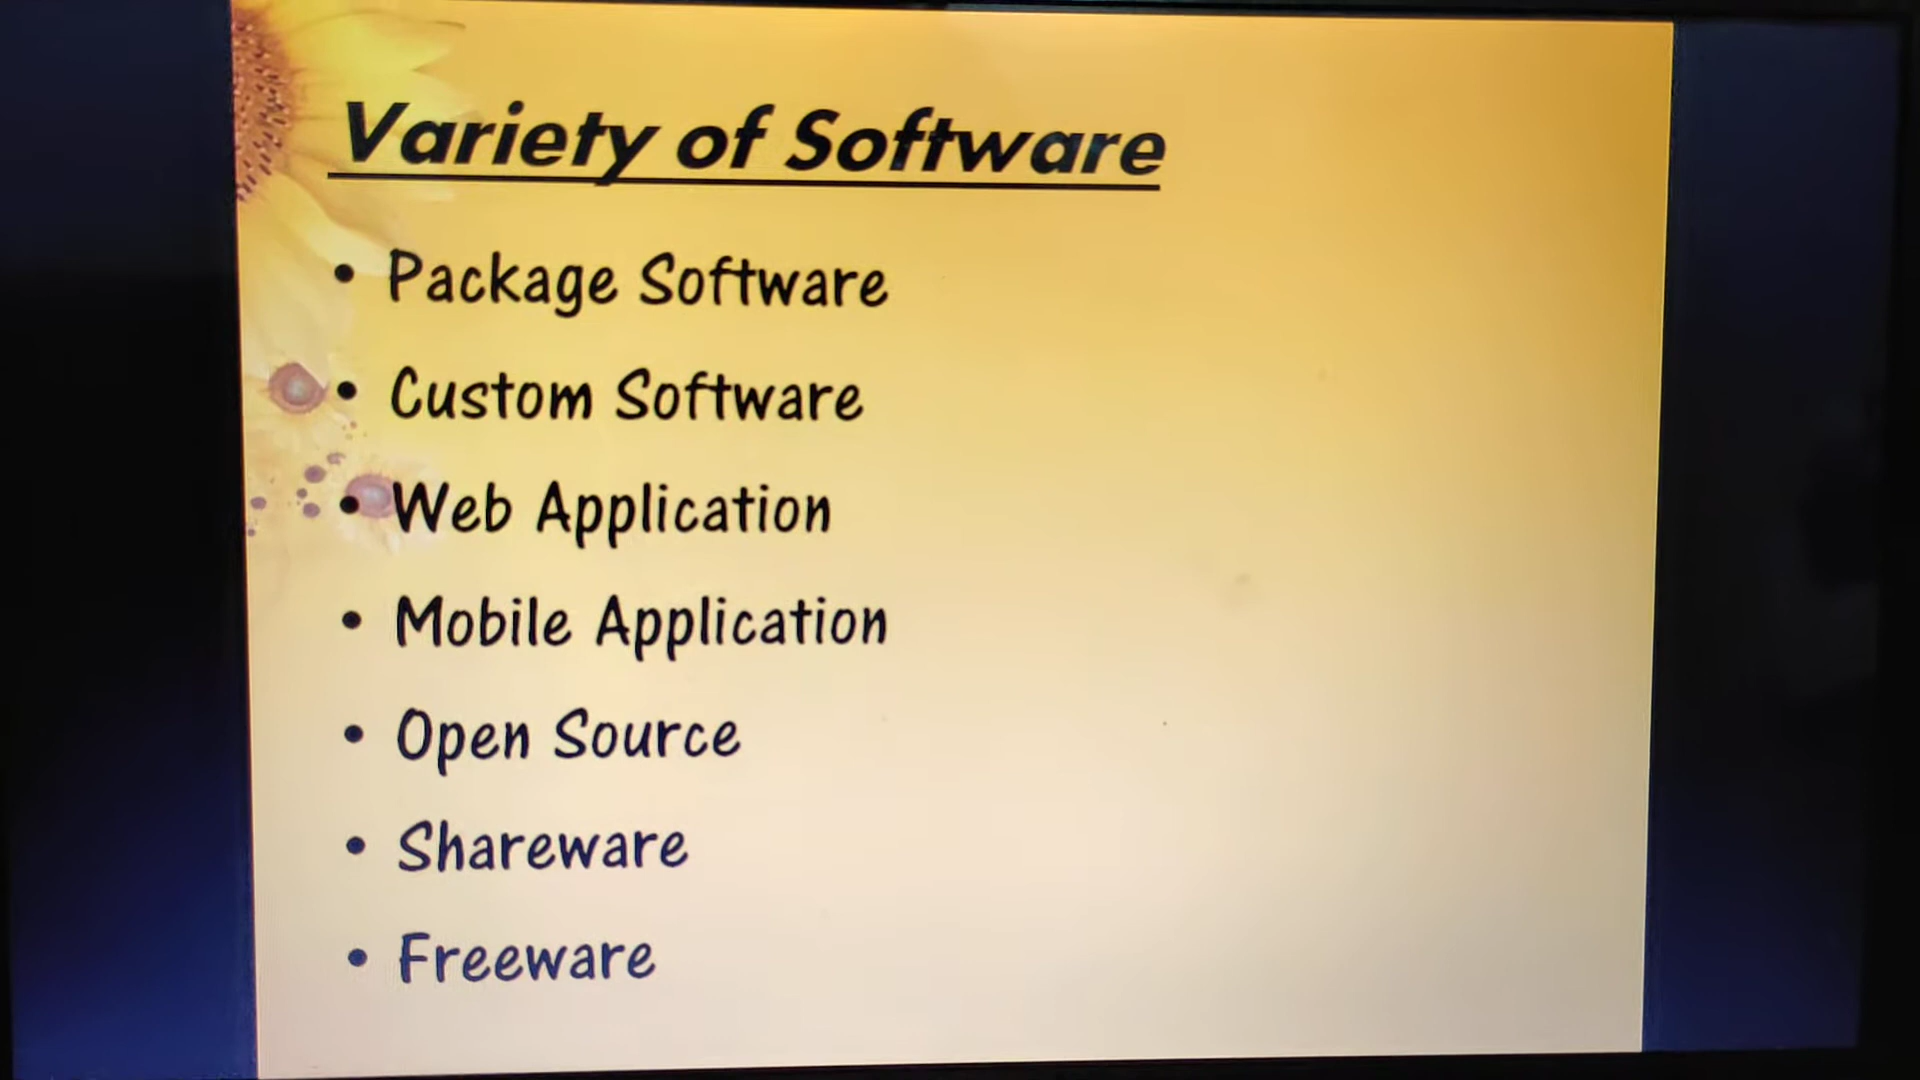 Variety of Software
• Package Software
• Custom Software
• Web Application
• Mobile Application
• Open Source
• Shareware
• Freeware